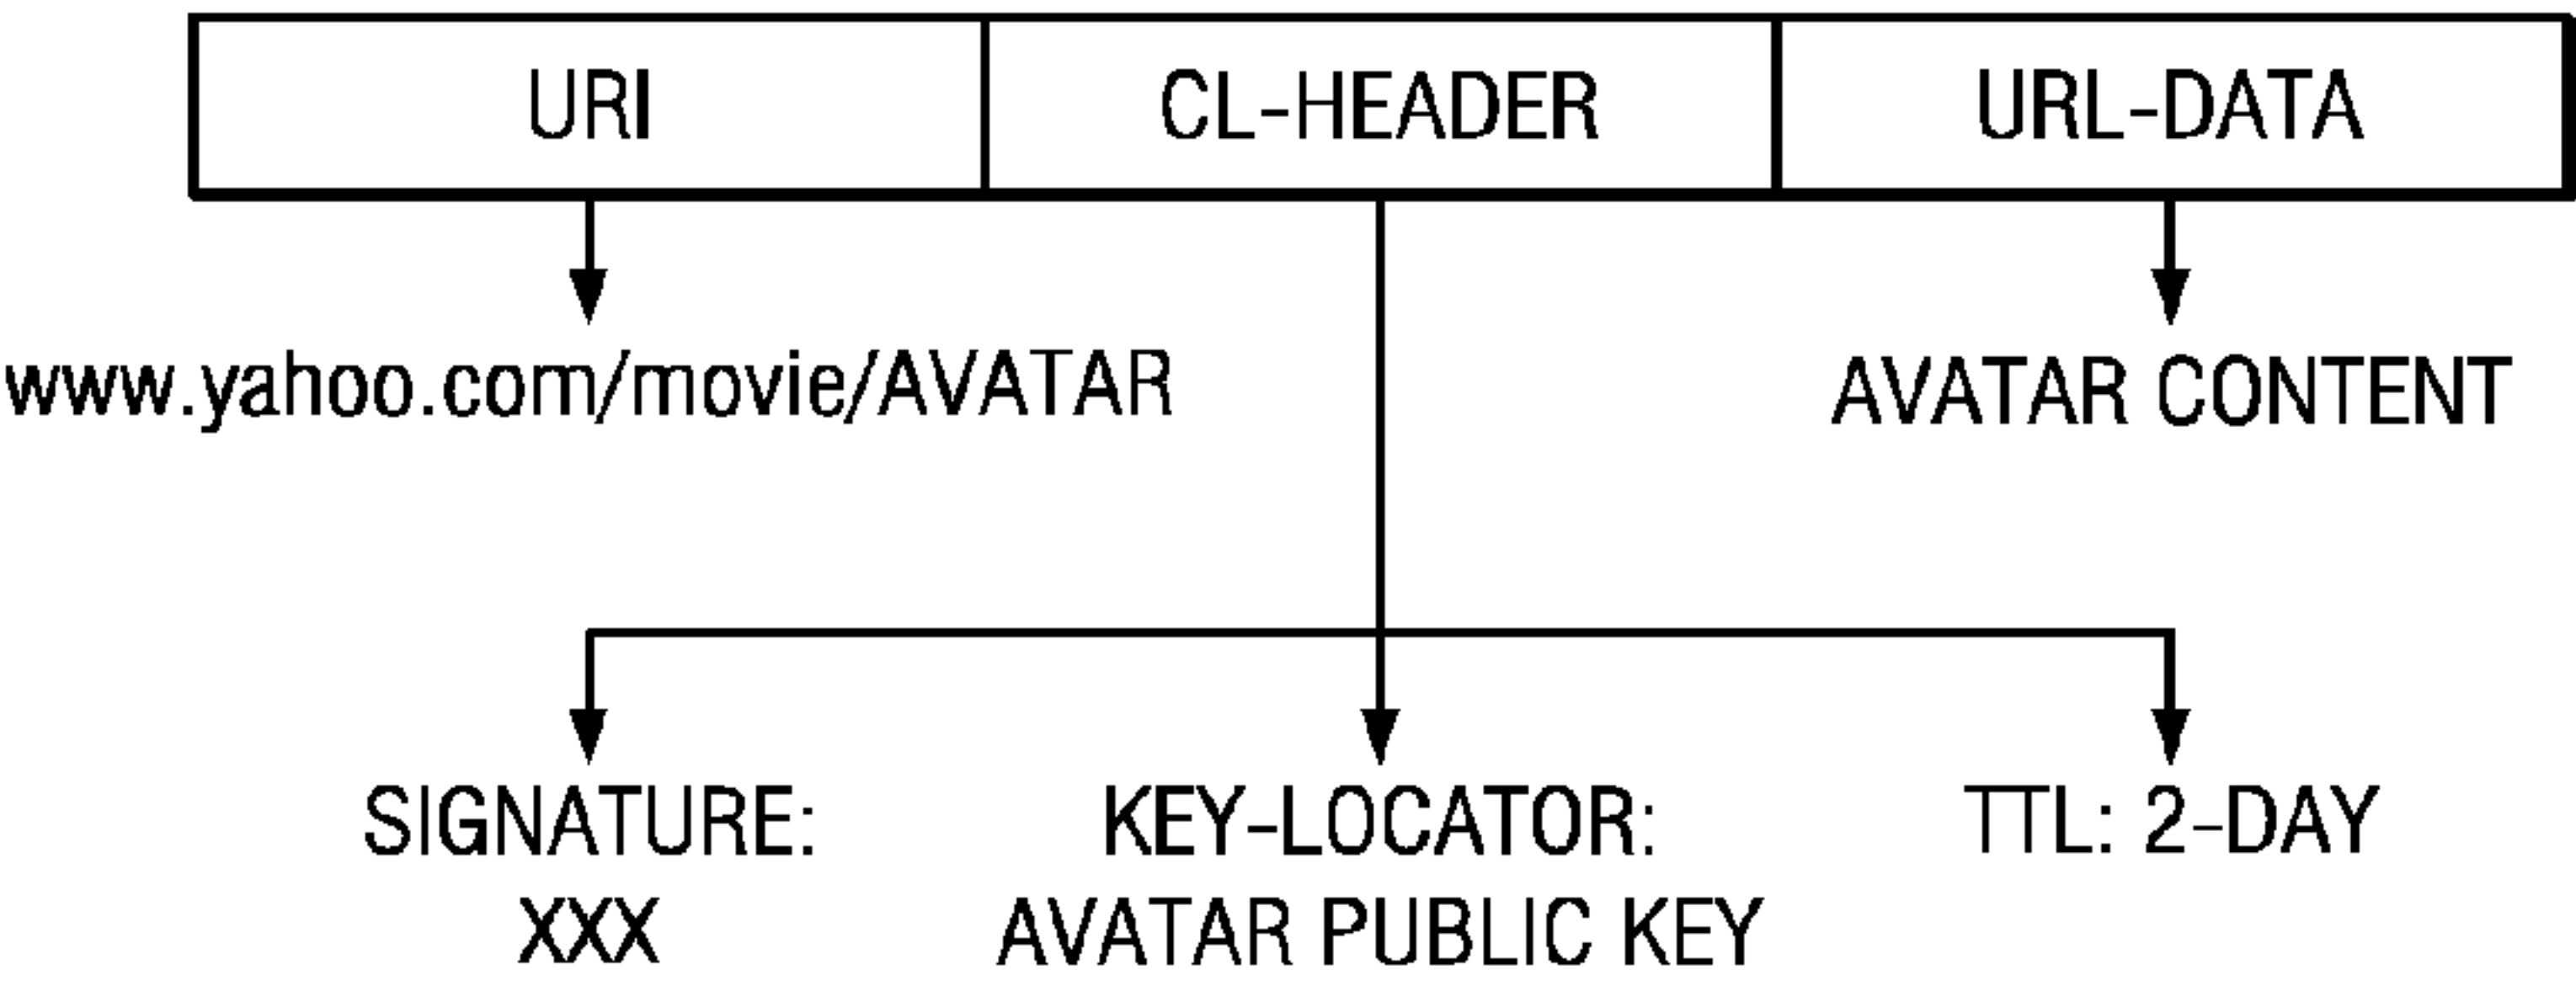 URI CL-HEADER URL-DATA
www.yahoo.com/movie/AVATAR AVATAR CONTENT
SIGNATURE: KEY-LOCATOR: TTL: 2-DAY
XXX AVATAR PUBLIC KEY